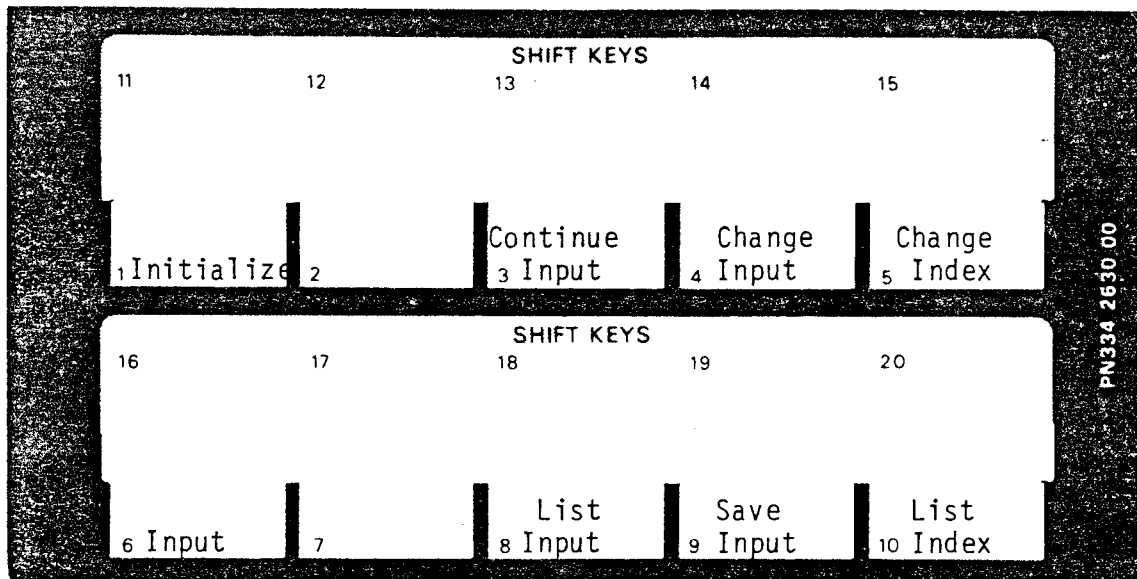 SHIFT KEYS
11 12 13 14 15
Continue Change Change
1 Initialize 2 3 Input 4 Input 5 Index
SHIFT KEYS
16 17 18 19 20
List Save List
6 Input 7 8 Input 9 Input 10 Index
PN334 2630 00